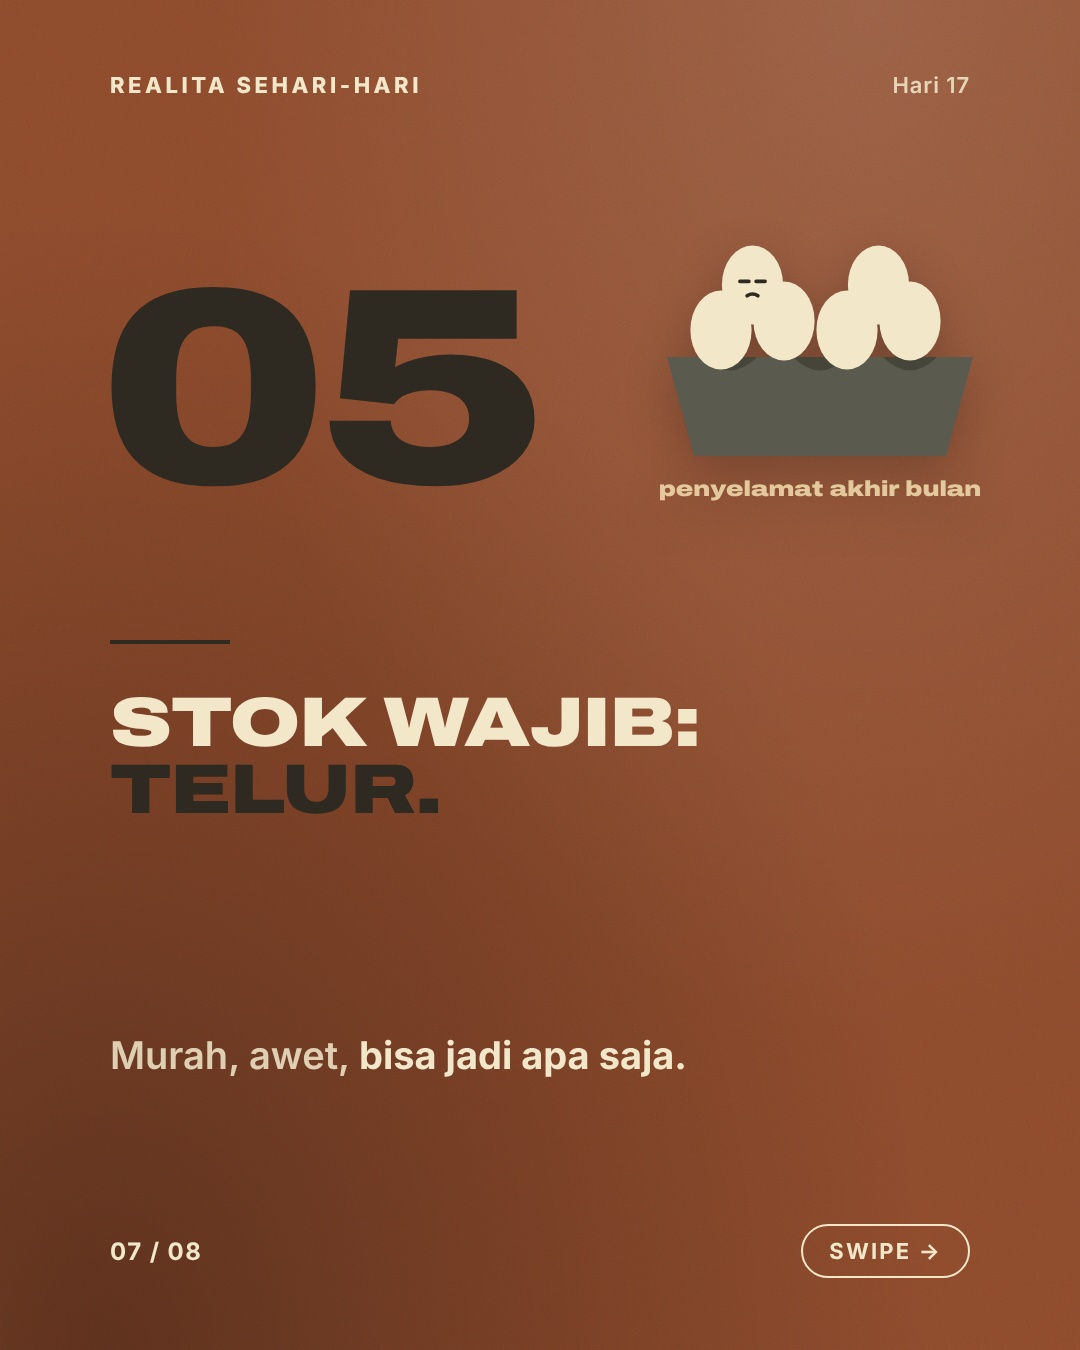 REALITA SEHARI-HARI
Hari 17
05
penyelamat akhir bulan
STOK WAJIB:
TELUR.
Murah, awet, bisa jadi apa saja.
07 / 08
SWIPE →